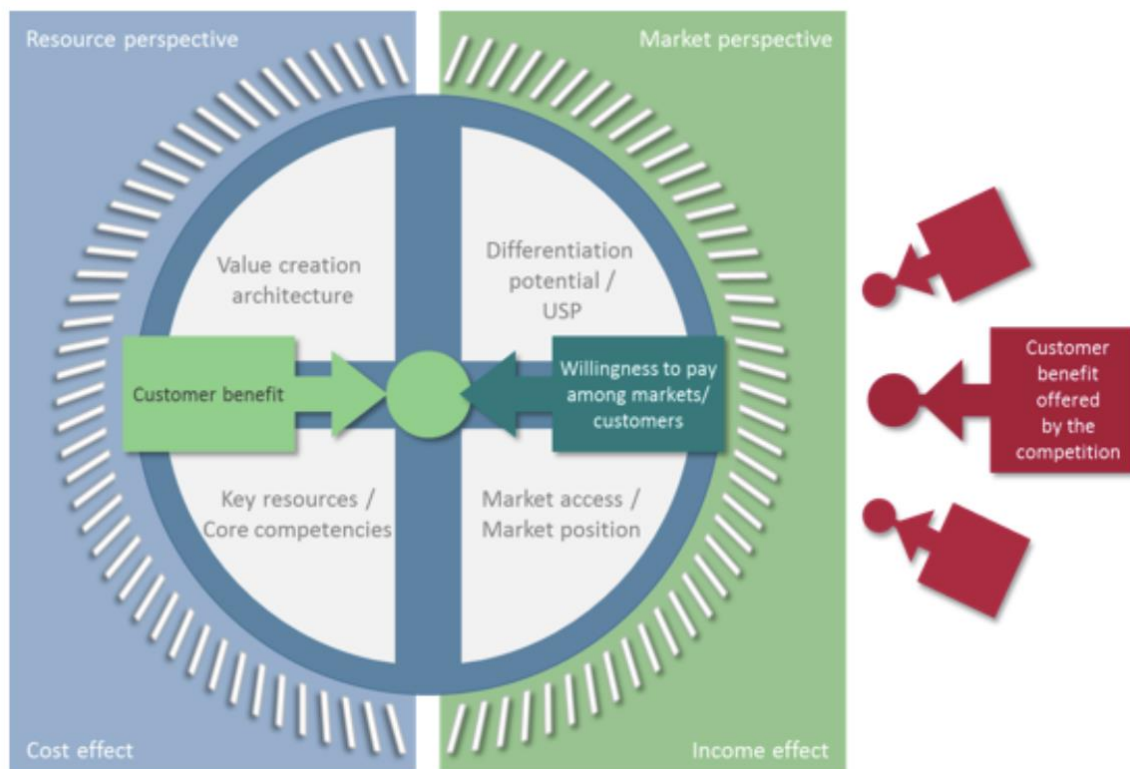 Resource perspective
Market perspective
Value creation
architecture
Differentiation
potential /
USP
Customer benefit
Willingness to pay
among markets/
customers
Customer
benefit
offered
by the
competition
Key resources /
Core competencies
Market access /
Market position
Cost effect
Income effect